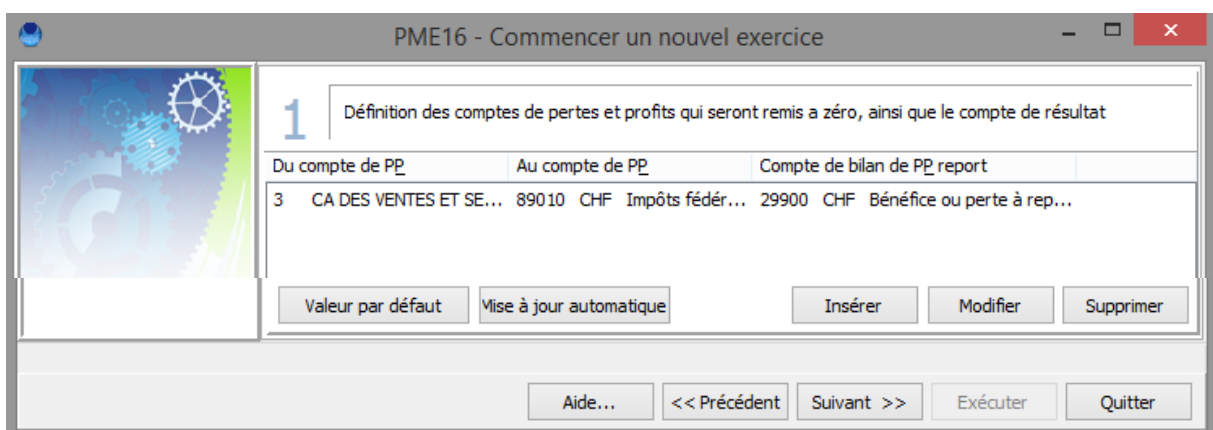 PME16 - Commencer un nouvel exercice
1
Définition des comptes de pertes et profits qui seront remis a zéro, ainsi que le compte de résultat
Du compte de PP Au compte de PP Compte de bilan de PP report
3 CA DES VENTES ET SE... 89010 CHF Impôts fédér... 29900 CHF Bénéfice ou perte à rep...
Valeur par défaut Mise à jour automatique Insérer Modifier Supprimer
Aide... << Précédent Suivant >> Exécuter Quitter